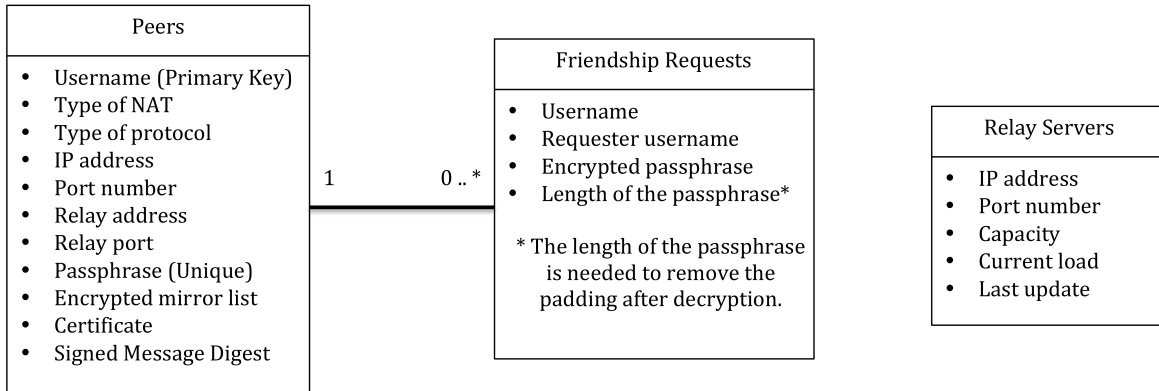 Peers
• Username (Primary Key)
• Type of NAT
• Type of protocol
• IP address
• Port number
• Relay address
• Relay port
• Passphrase (Unique)
• Encrypted mirror list
• Certificate
• Signed Message Digest
1
0 .. *
Friendship Requests
• Username
• Requester username
• Encrypted passphrase
• Length of the passphrase*
* The length of the passphrase
is needed to remove the
padding after decryption.
Relay Servers
• IP address
• Port number
• Capacity
• Current load
• Last update